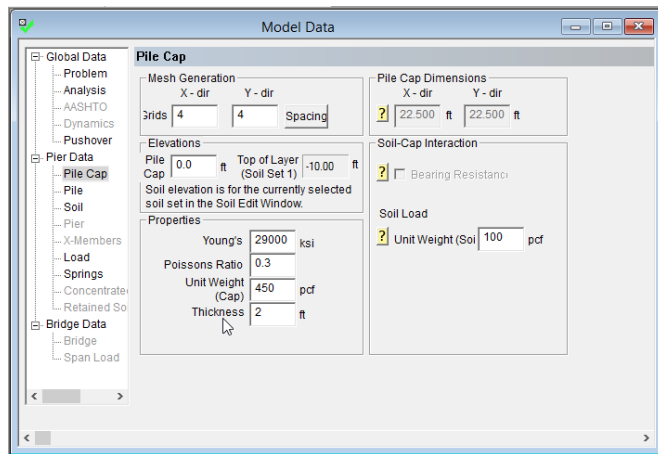 Model Data
Global Data
Problem
Analysis
AASHTO
Dynamics
Pushover
Pier Data
Pile Cap
Pile
Soil
Pier
X-Members
Load
Springs
Concentrate
Retained So
Bridge Data
Bridge
Span Load
Pile Cap
Mesh Generation
X - dir Y - dir
Grids 4 4 Spacing
Elevations
Pile Cap 0.0 ft Top of Layer (Soil Set 1) -10.00 ft
Soil elevation is for the currently selected
soil set in the Soil Edit Window.
Properties
Young's 29000 ksi
Poissons Ratio 0.3
Unit Weight (Cap) 450 pcf
Thickness 2 ft
Pile Cap Dimensions
X - dir Y - dir
? 22.500 ft 22.500 ft
Soil-Cap Interaction
? Bearing Resistanc
Soil Load
? Unit Weight (Soi 100 pcf